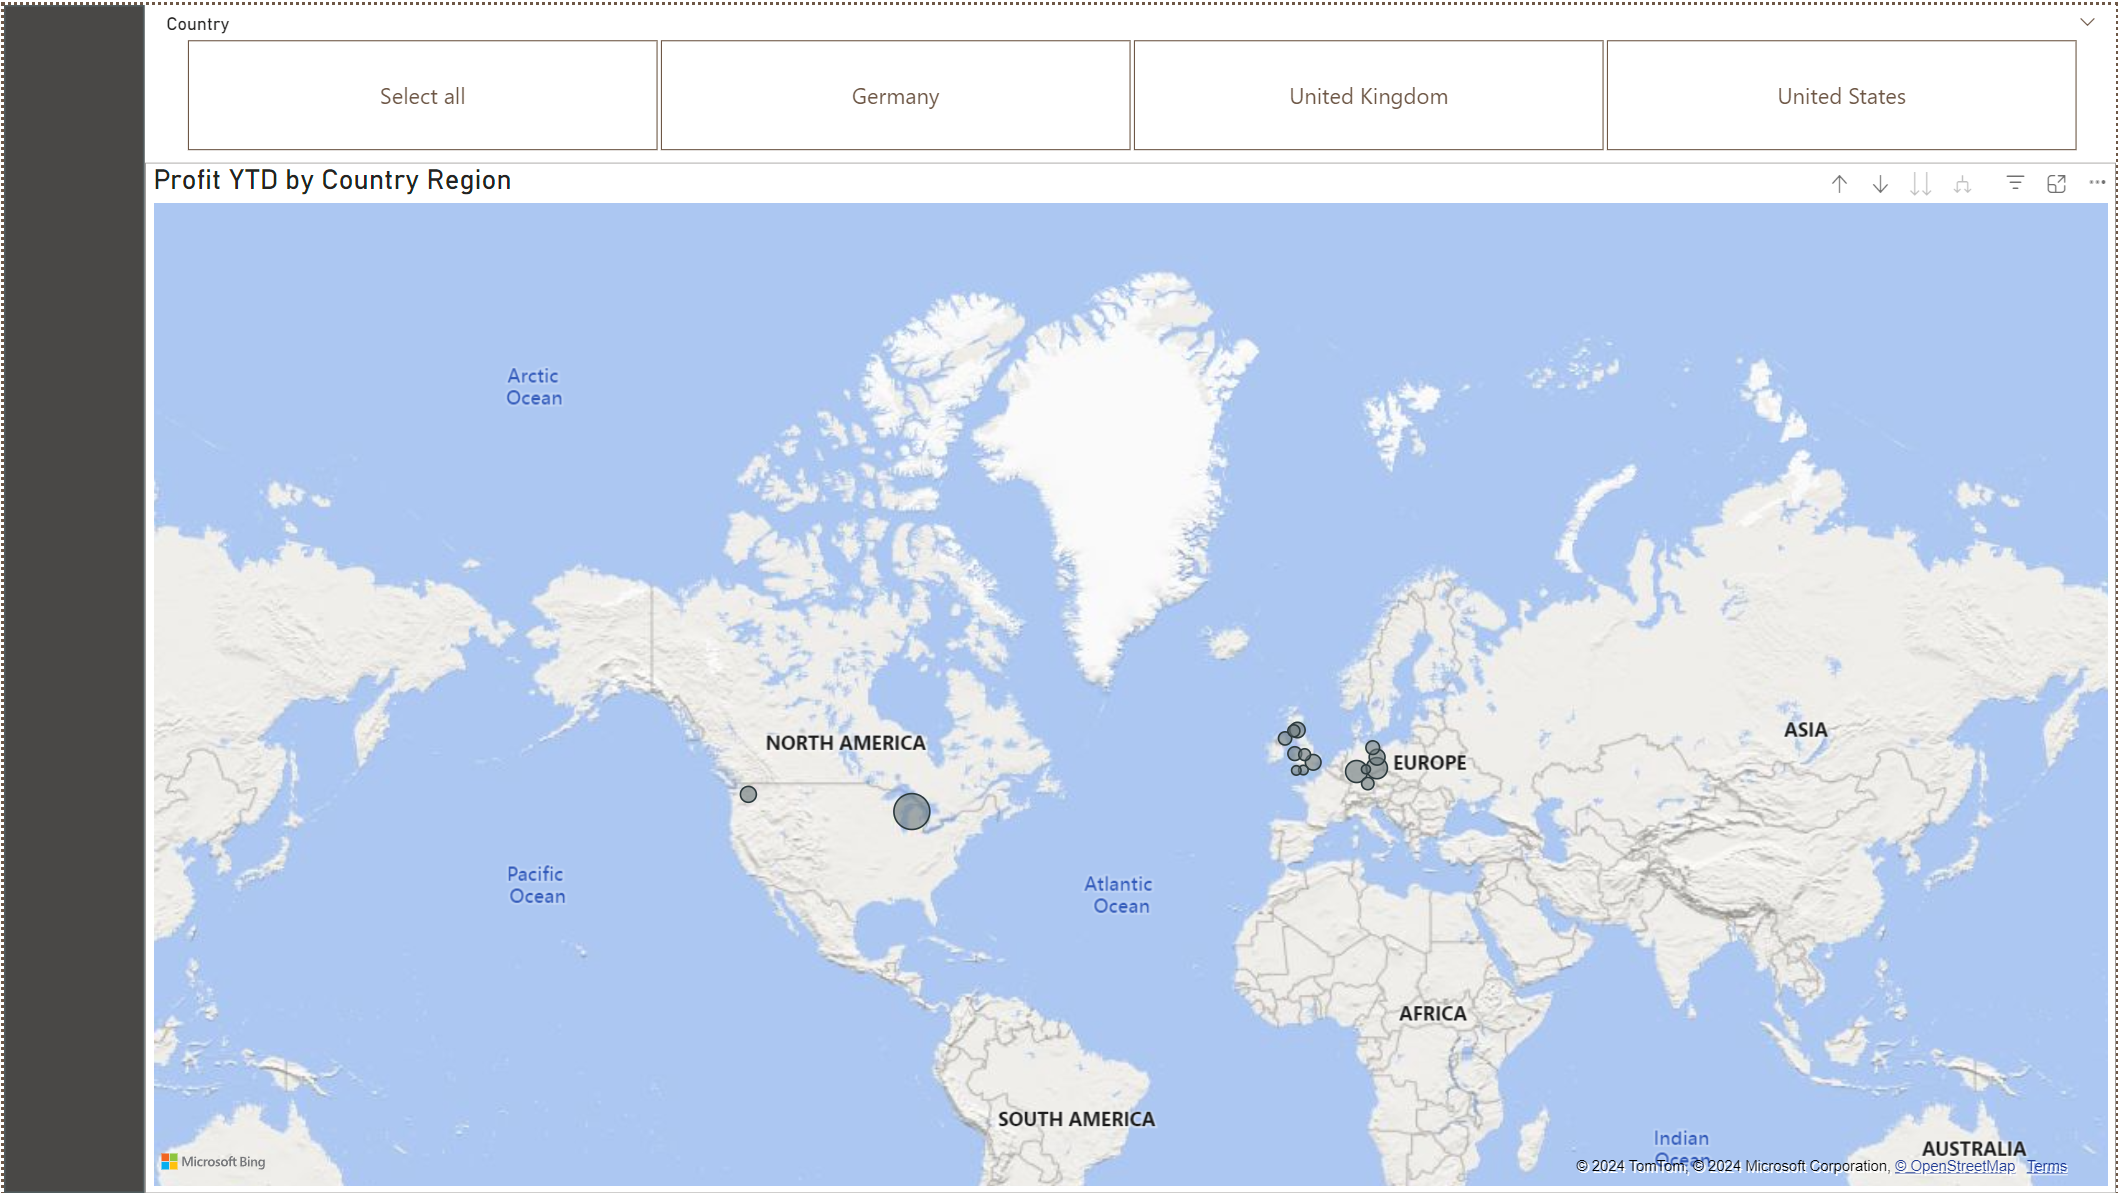 Country
Select all
Germany
United Kingdom
United States
Profit YTD by Country Region
Arctic
Ocean
NORTH AMERICA
ASIA
EUROPE
Pacific
Ocean
Atlantic
Ocean
AFRICA
SOUTH AMERICA
Indian
Ocean
AUSTRALIA
Microsoft Bing
© 2024 TomTom, © 2024 Microsoft Corporation, © OpenStreetMap Terms